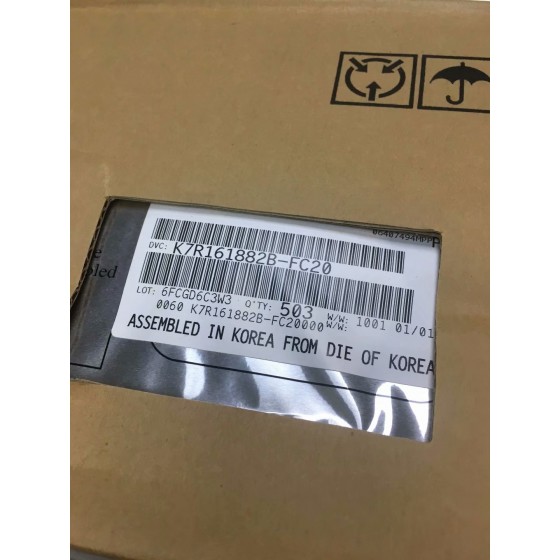 DVC: K7R161882B-FC20
LOT: 6FCGD6C3W3 Q'TY: 503 W/W: 1001 01/01
0060 K7R161882B-FC20000 W/W:
ASSEMBLED IN KOREA FROM DIE OF KOREA